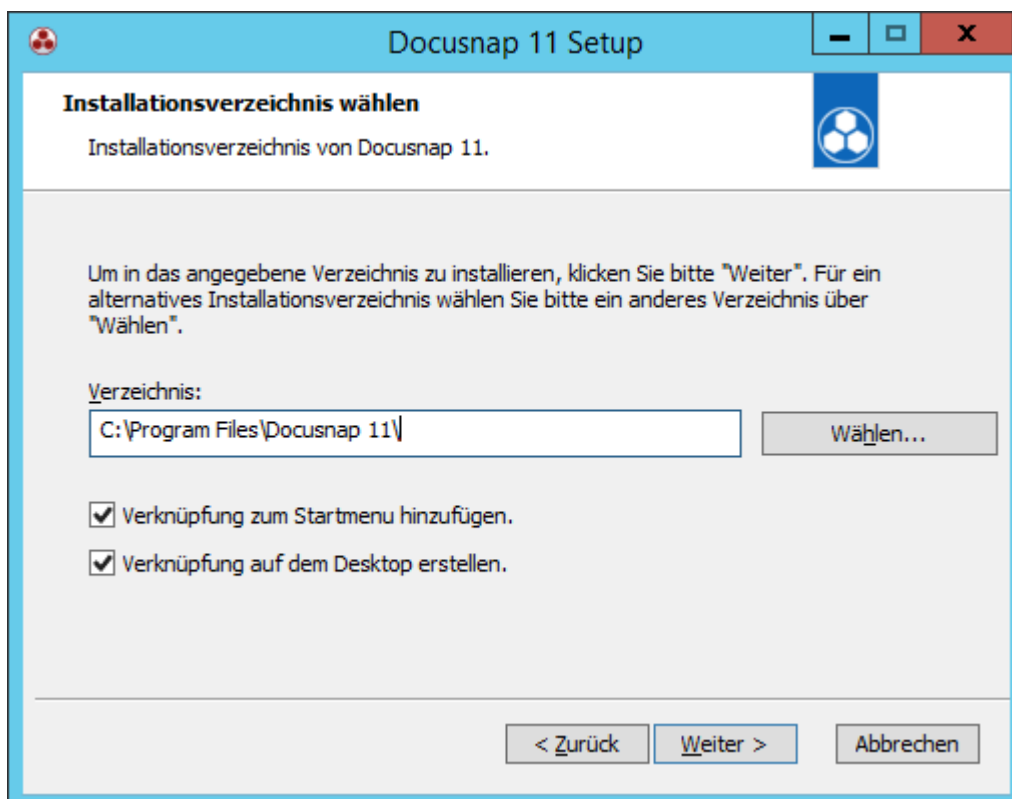 Docusnap 11 Setup
Installationsverzeichnis wählen
Installationsverzeichnis von Docusnap 11.
Um in das angegebene Verzeichnis zu installieren, klicken Sie bitte "Weiter". Für ein
alternatives Installationsverzeichnis wählen Sie bitte ein anderes Verzeichnis über
"Wählen".
Verzeichnis:
C:\Program Files\Docusnap 11\
Wählen...
Verknüpfung zum Startmenu hinzufügen.
Verknüpfung auf dem Desktop erstellen.
< Zurück
Weiter >
Abbrechen